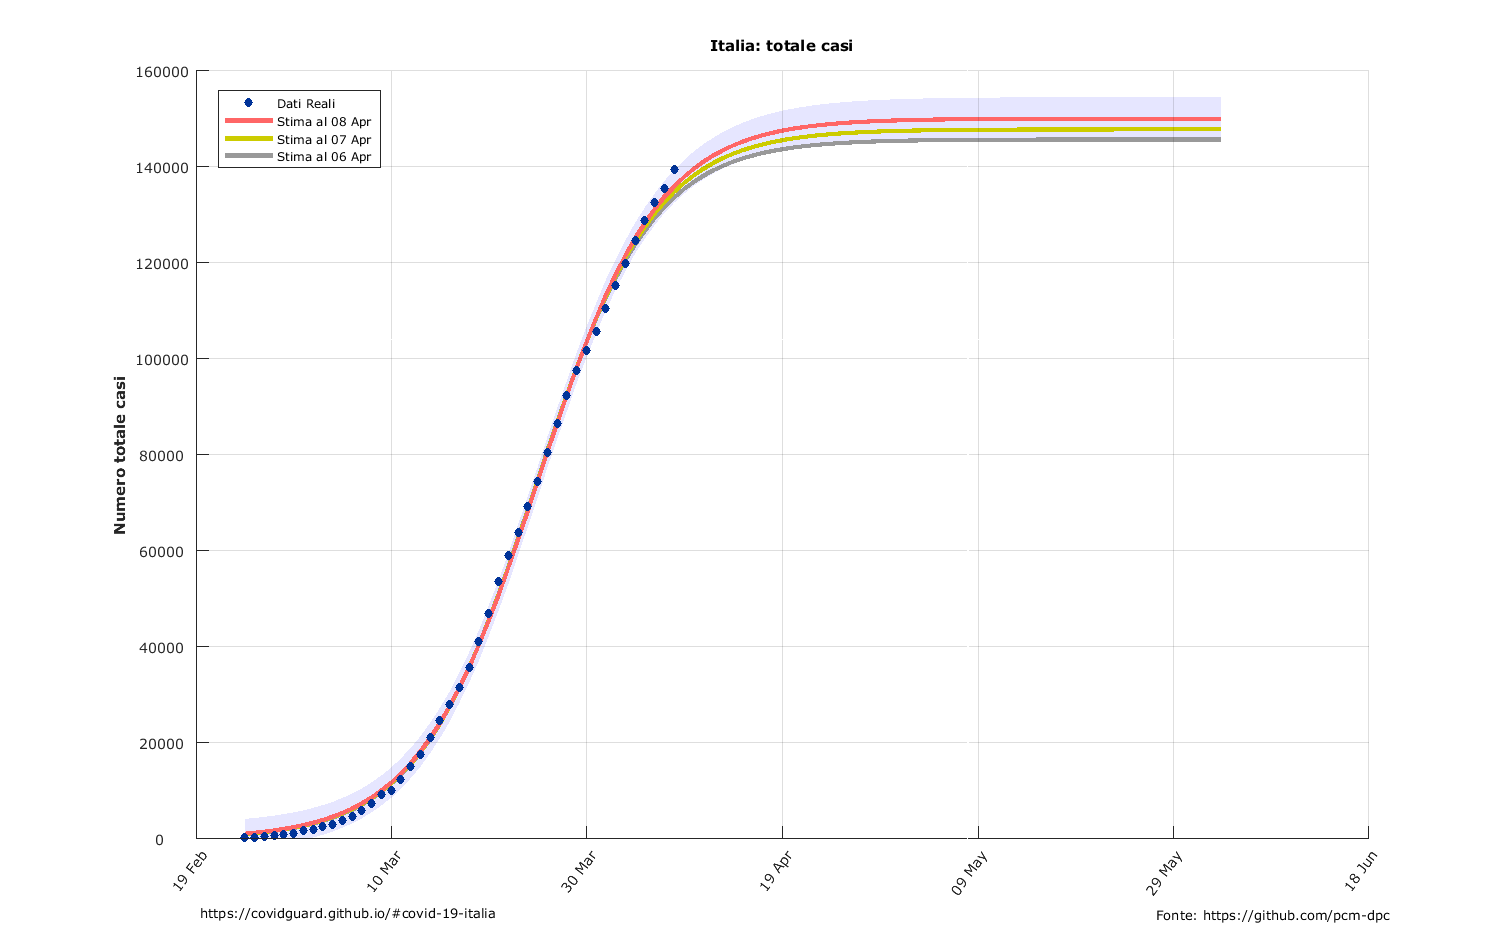 Italia: totale casi
160000
140000
120000
100000
80000
60000
40000
20000
0
Numero totale casi
Dati Reali
Stima al 08 Apr
Stima al 07 Apr
Stima al 06 Apr
19 Feb
10 Mar
30 Mar
19 Apr
09 May
29 May
18 Jun
https://covidguard.github.io/#covid-19-italia
Fonte: https://github.com/pcm-dpc